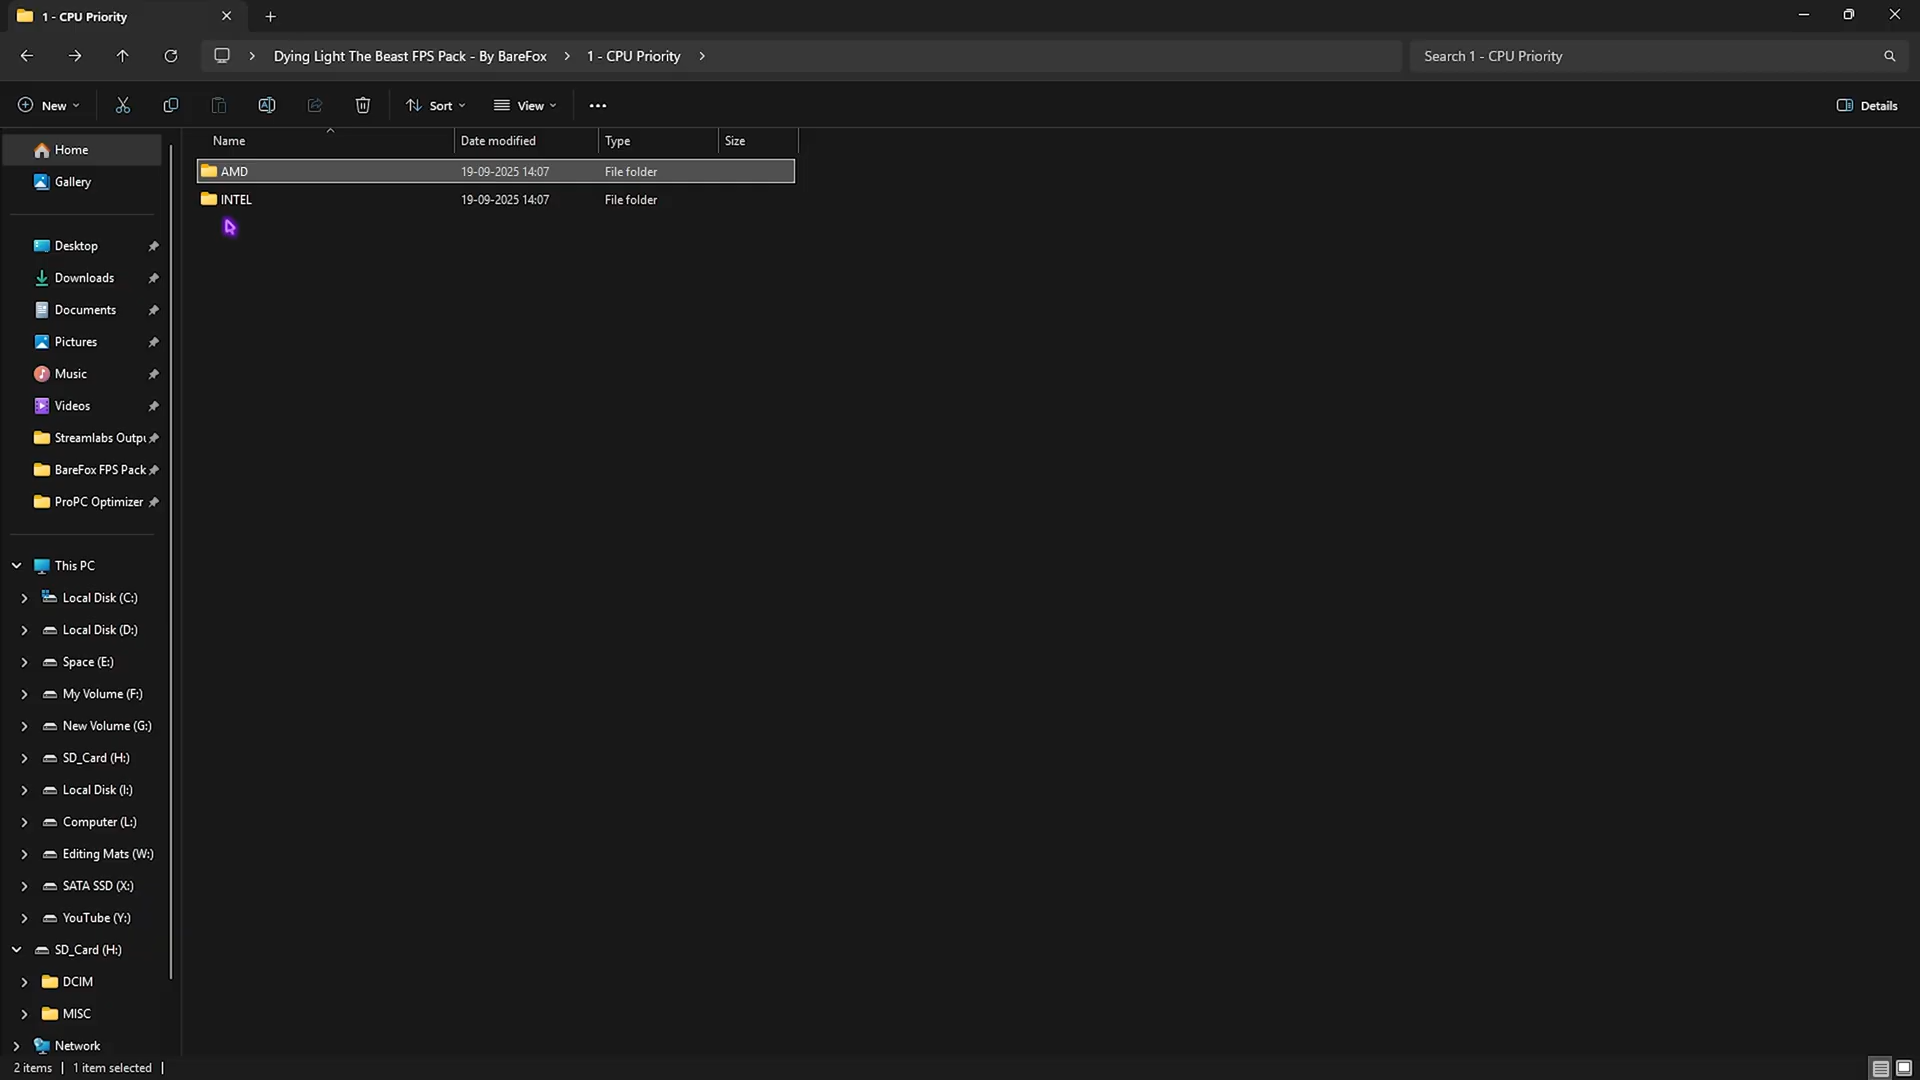 1 - CPU Priority
Dying Light The Beast FPS Pack - By BareFox
1 - CPU Priority
Search 1 - CPU Priority
New
Sort
View
Details
Name
Date modified
Type
Size
AMD
19-09-2025 14:07
File folder
INTEL
19-09-2025 14:07
File folder
Home
Gallery
Desktop
Downloads
Documents
Pictures
Music
Videos
Streamlabs Outpu
BareFox FPS Pack
ProPC Optimizer
This PC
Local Disk (C:)
Local Disk (D:)
Space (E:)
My Volume (F:)
New Volume (G:)
SD_Card (H:)
Local Disk (I:)
Computer (L:)
Editing Mats (W:)
SATA SSD (X:)
YouTube (Y:)
SD_Card (H:)
DCIM
MISC
Network
2 items
1 item selected